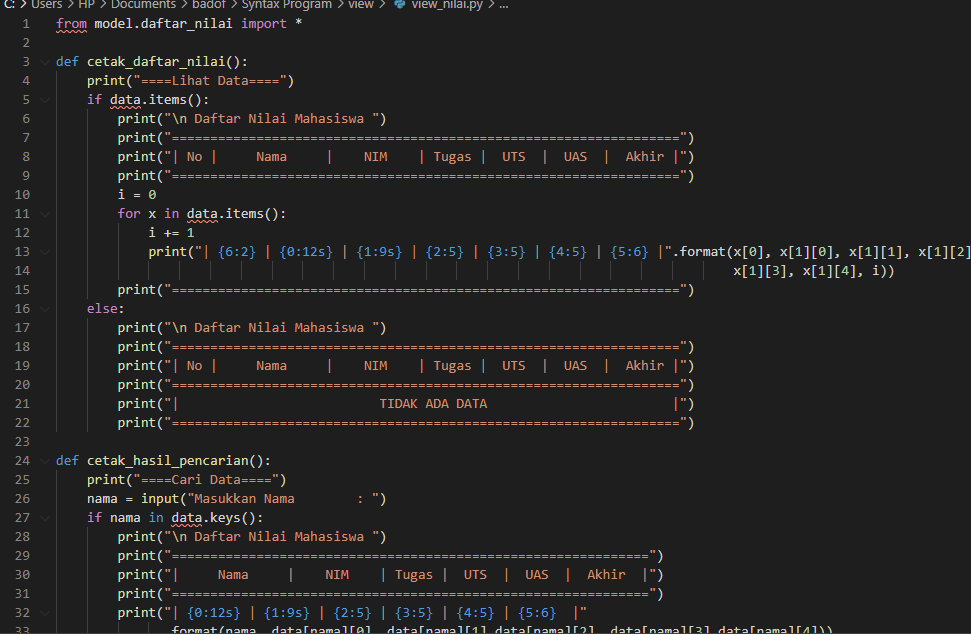 C: > Users > HP > Documents > badof > Syntax Program > view > view_nilai.py > ...
1 from model.daftar_nilai import *
2
3 def cetak_daftar_nilai():
4 print("====Lihat Data====")
5 if data.items():
6 print("\n Daftar Nilai Mahasiswa ")
7 print("==================================================================")
8 print("| No |     Nama     |    NIM    | Tugas |  UTS  |  UAS  |  Akhir |")
9 print("==================================================================")
10 i = 0
11 for x in data.items():
12 i += 1
13 print("| {6:2} | {0:12s} | {1:9s} | {2:5} | {3:5} | {4:5} | {5:6} |".format(x[0], x[1][0], x[1][1], x[1][2]
14 x[1][3], x[1][4], i))
15 print("==================================================================")
16 else:
17 print("\n Daftar Nilai Mahasiswa ")
18 print("==================================================================")
19 print("| No |     Nama     |    NIM    | Tugas |  UTS  |  UAS  |  Akhir |")
20 print("==================================================================")
21 print("|                          TIDAK ADA DATA                        |")
22 print("==================================================================")
23
24 def cetak_hasil_pencarian():
25 print("====Cari Data====")
26 nama = input("Masukkan Nama        : ")
27 if nama in data.keys():
28 print("\n Daftar Nilai Mahasiswa ")
29 print("==============================================================")
30 print("|     Nama     |    NIM    | Tugas |  UTS  |  UAS  |  Akhir  |")
31 print("==============================================================")
32 print("| {0:12s} | {1:9s} | {2:5} | {3:5} | {4:5} | {5:6}  |"
33 format(nama, data[nama][0], data[nama][1],data[nama][2], data[nama][3],data[nama][4]))